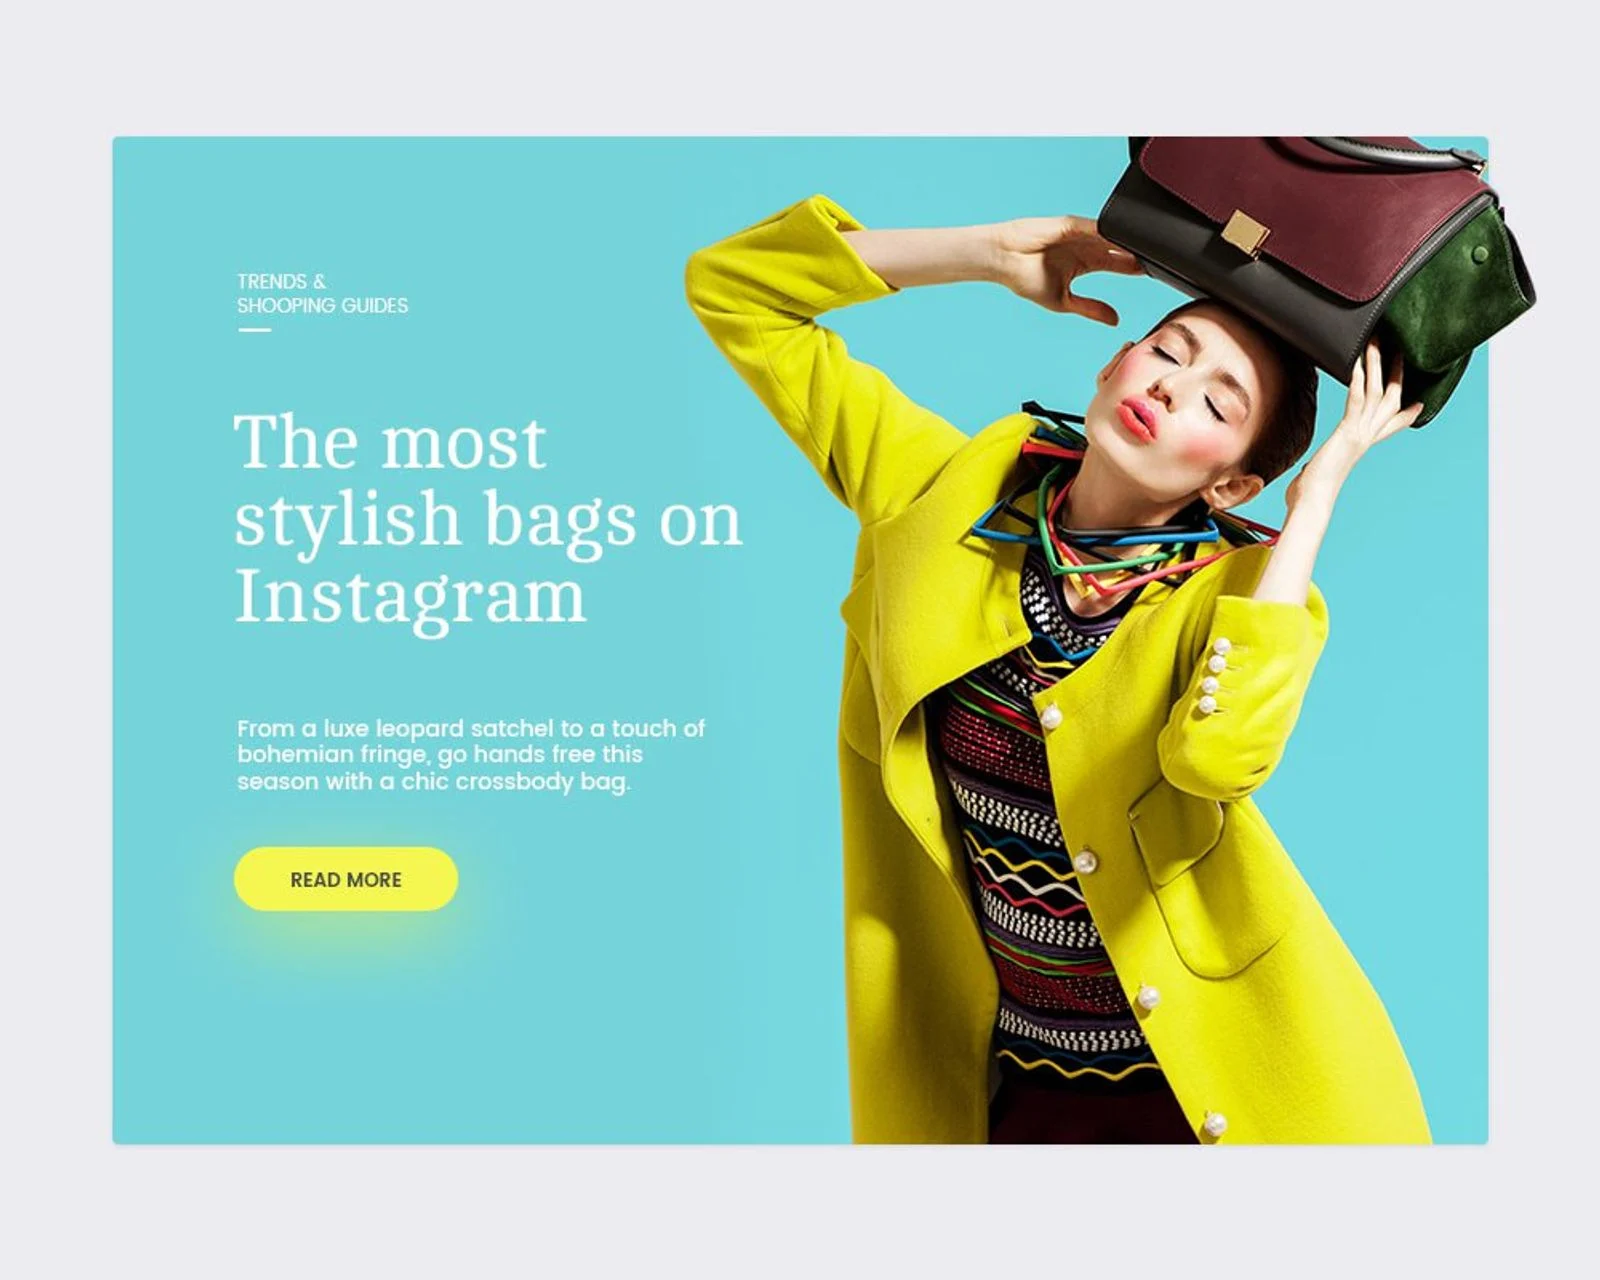 TRENDS &
SHOOPING GUIDES
The most
stylish bags on
Instagram
From a luxe leopard satchel to a touch of
bohemian fringe, go hands free this
season with a chic crossbody bag.
READ MORE